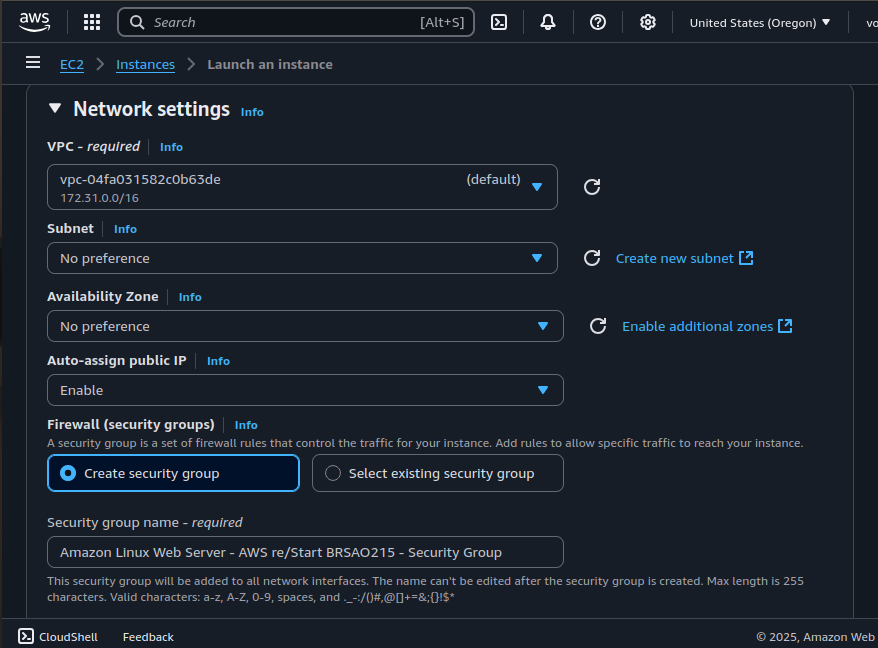 aws Search [Alt+S] United States (Oregon) vo
EC2 > Instances > Launch an instance
Network settings Info
VPC - required Info
vpc-04fa031582c0b63de (default)
172.31.0.0/16
Subnet Info
No preference Create new subnet
Availability Zone Info
No preference Enable additional zones
Auto-assign public IP Info
Enable
Firewall (security groups) Info
A security group is a set of firewall rules that control the traffic for your instance. Add rules to allow specific traffic to reach your instance.
Create security group Select existing security group
Security group name - required
Amazon Linux Web Server - AWS re/Start BRSAO215 - Security Group
This security group will be added to all network interfaces. The name can't be edited after the security group is created. Max length is 255
characters. Valid characters: a-z, A-Z, 0-9, spaces, and ._-:/()#,@[]+=&;{}!$*
CloudShell Feedback © 2025, Amazon Web